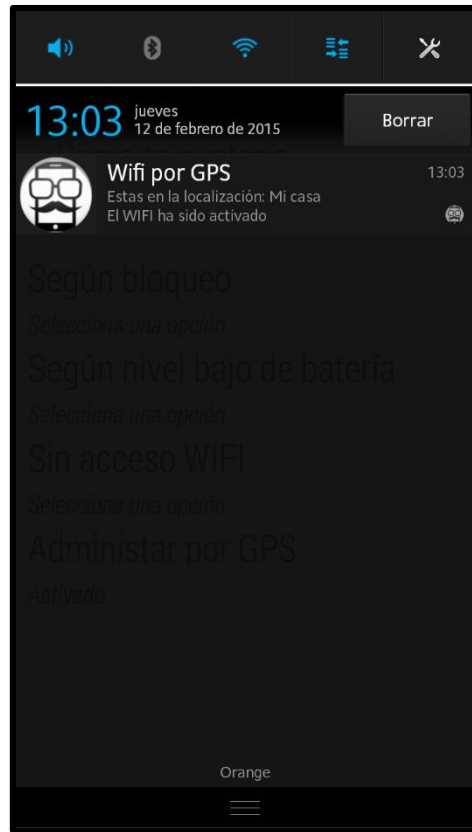 13:03
jueves
12 de febrero de 2015
Borrar
Wifi por GPS
13:03
Estas en la localización: Mi casa
El WIFI ha sido activado
Según bloqueo
Selecciona una opción
Según nivel bajo de batería
Selecciona una opción
Sin acceso WIFI
Selecciona una opción
Administar por GPS
Activado
Orange